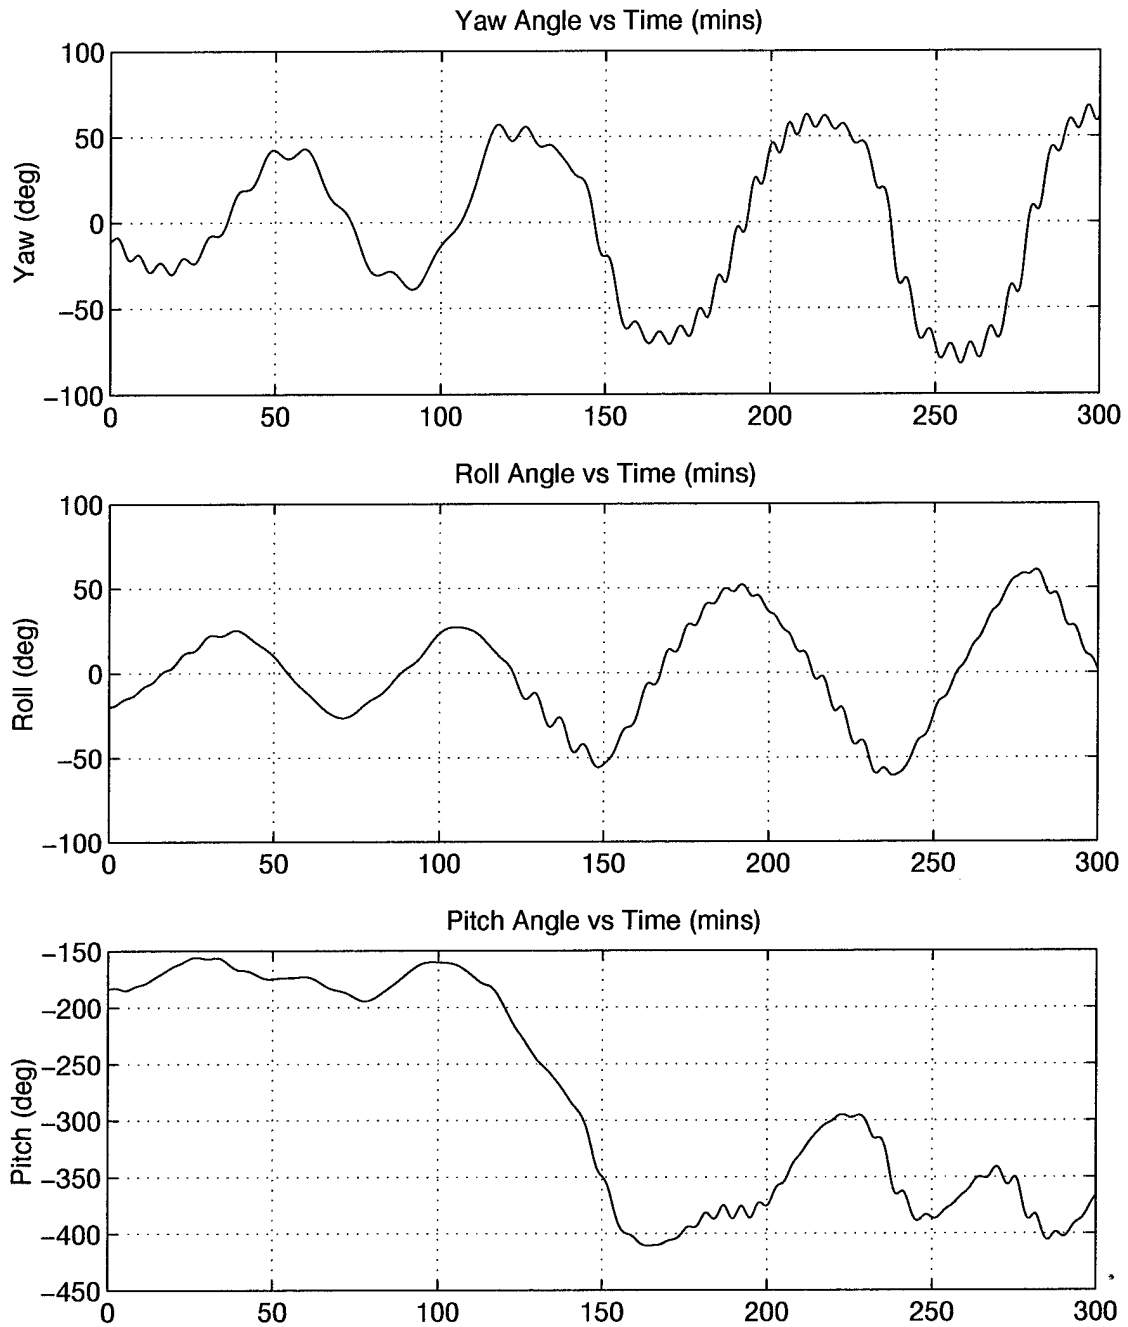 Yaw Angle vs Time (mins)
100
50
0
−50
−100
Yaw (deg)
0 50 100 150 200 250 300
Roll Angle vs Time (mins)
100
50
0
−50
−100
Roll (deg)
0 50 100 150 200 250 300
Pitch Angle vs Time (mins)
−150
−200
−250
−300
−350
−400
−450
Pitch (deg)
0 50 100 150 200 250 300